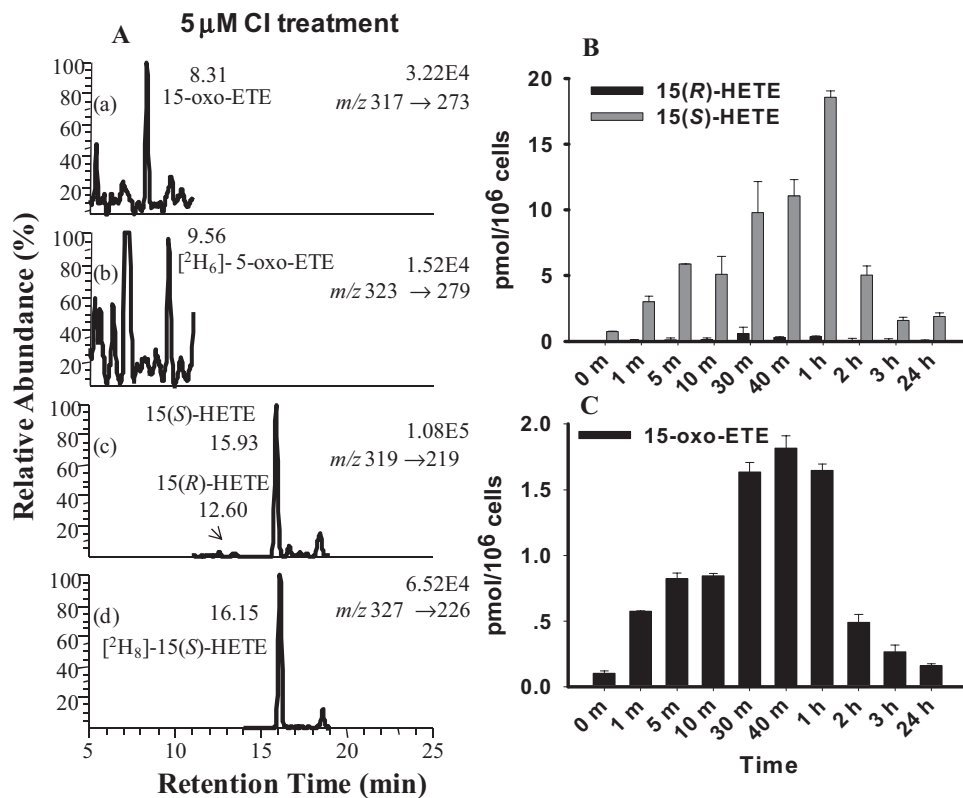 5 μM CI treatment
A
Relative Abundance (%)
100
80
60
40
20
(a)
8.31
15-oxo-ETE
3.22E4
m/z 317 → 273
100
80
60
40
20
(b)
9.56
[²H₆]- 5-oxo-ETE
1.52E4
m/z 323 → 279
100
80
60
40
20
(c)
15(S)-HETE
15.93
15(R)-HETE
12.60
1.08E5
m/z 319 →219
100
80
60
40
20
(d)
16.15
[²H₈]-15(S)-HETE
6.52E4
m/z 327 →226
5 10 15 20 25
Retention Time (min)
B
15(R)-HETE
15(S)-HETE
pmol/10⁶ cells
20
15
10
5
0
0 m 1 m 5 m 10 m 30 m 40 m 1 h 2 h 3 h 24 h
C
15-oxo-ETE
pmol/10⁶ cells
2.0
1.5
1.0
.5
0.0
0 m 1 m 5 m 10 m 30 m 40 m 1 h 2 h 3 h 24 h
Time